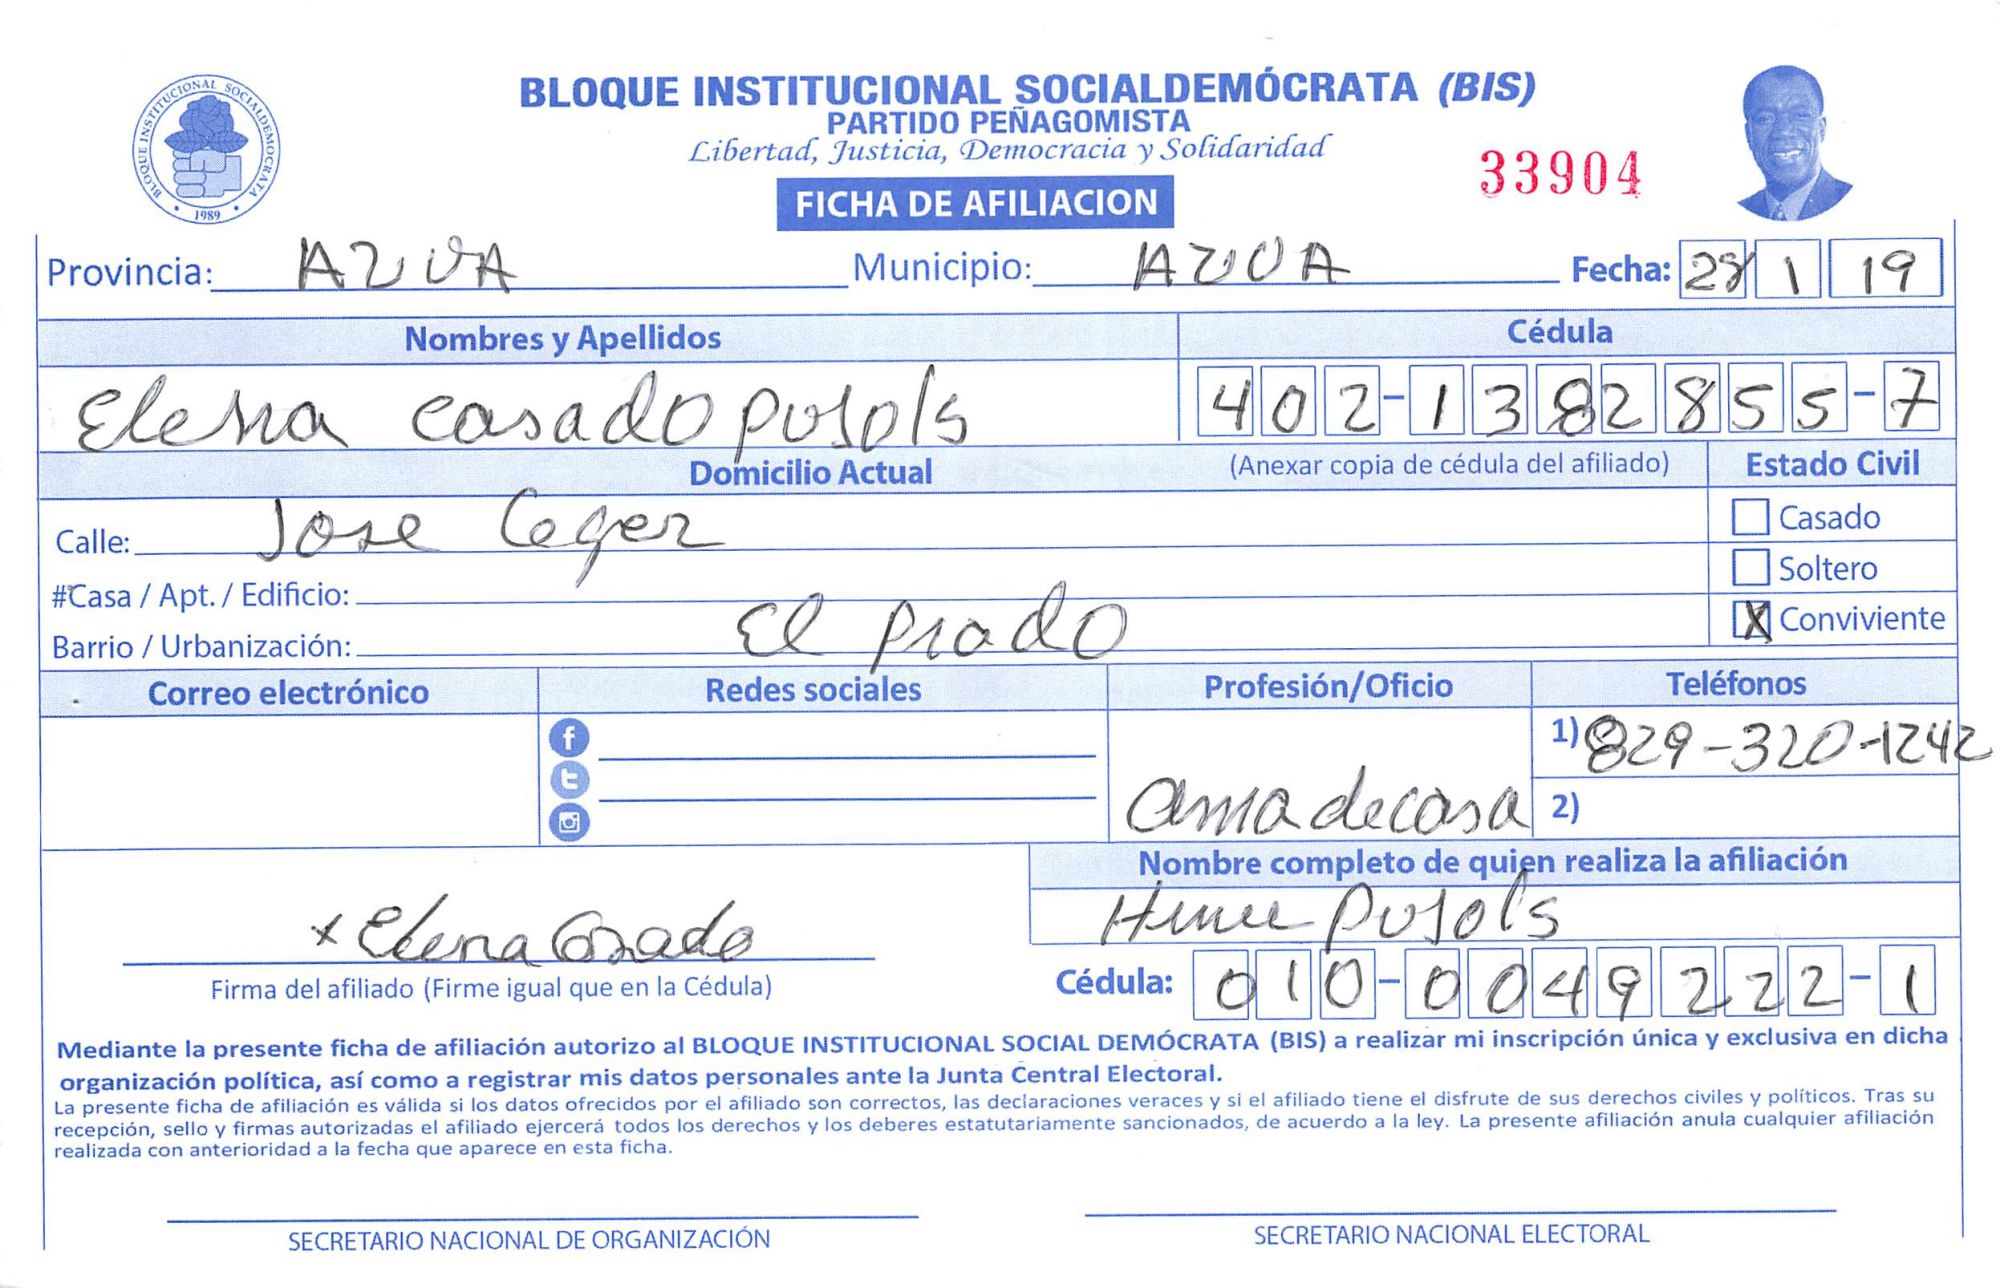 BLOQUE INSTITUCIONAL SOCIALDEMOCRATA
1989
BLOQUE INSTITUCIONAL SOCIALDEMÓCRATA (BIS)
PARTIDO PEÑAGOMISTA
Libertad, Justicia, Democracia y Solidaridad
33904
FICHA DE AFILIACION
Provincia: AZUA Municipio: AZUA Fecha: 28 1 19
Nombres y Apellidos Cédula
Elena Casado pujols 402-1382855-7
Domicilio Actual (Anexar copia de cédula del afiliado) Estado Civil
Calle: Jose Ceger
Casado
Soltero
#Casa / Apt. / Edificio:
X Conviviente
Barrio / Urbanización: El prado
Correo electrónico Redes sociales Profesión/Oficio Teléfonos
1) 829-320-1242
ama de casa 2)
Nombre completo de quien realiza la afiliación
pujols
x Elena Casado
Firma del afiliado (Firme igual que en la Cédula) Cédula: 010-0049222-1
Mediante la presente ficha de afiliación autorizo al BLOQUE INSTITUCIONAL SOCIAL DEMÓCRATA (BIS) a realizar mi inscripción única y exclusiva en dicha
organización política, así como a registrar mis datos personales ante la Junta Central Electoral.
La presente ficha de afiliación es válida si los datos ofrecidos por el afiliado son correctos, las declaraciones veraces y si el afiliado tiene el disfrute de sus derechos civiles y políticos. Tras su
recepción, sello y firmas autorizadas el afiliado ejercerá todos los derechos y los deberes estatutariamente sancionados, de acuerdo a la ley. La presente afiliación anula cualquier afiliación
realizada con anterioridad a la fecha que aparece en esta ficha.
SECRETARIO NACIONAL DE ORGANIZACIÓN SECRETARIO NACIONAL ELECTORAL